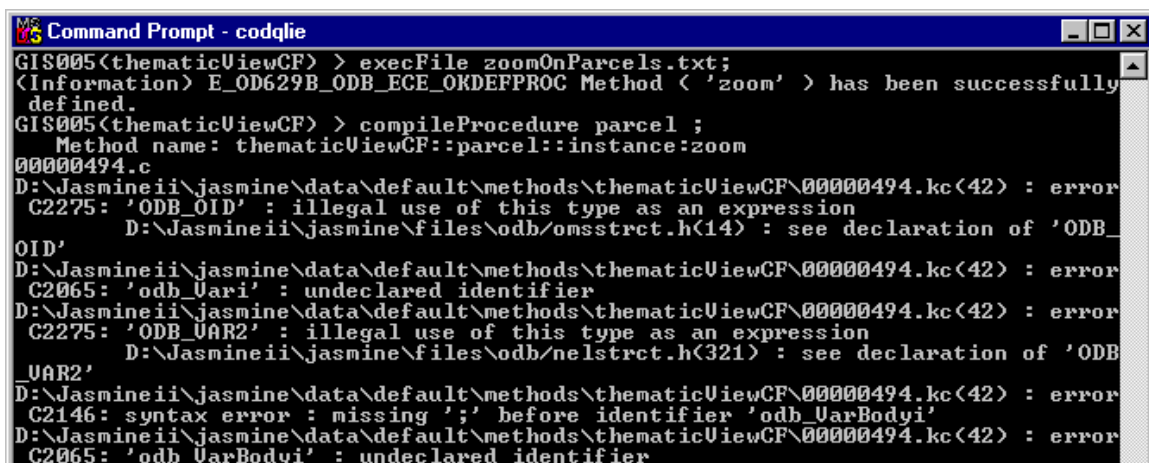 Command Prompt - codqlie
GIS005(thematicViewCF) > execFile zoomOnParcels.txt;
(Information) E_OD629B_ODB_ECE_OKDEFPROC Method ( 'zoom' ) has been successfully
defined.
GIS005(thematicViewCF) > compileProcedure parcel ;
Method name: thematicViewCF::parcel::instance:zoom
00000494.c
D:\Jasmineii\jasmine\data\default\methods\thematicViewCF\00000494.kc(42) : error
C2275: 'ODB_OID' : illegal use of this type as an expression
D:\Jasmineii\jasmine\files\odb/omsstrct.h(14) : see declaration of 'ODB_
OID'
D:\Jasmineii\jasmine\data\default\methods\thematicViewCF\00000494.kc(42) : error
C2065: 'odb_Vari' : undeclared identifier
D:\Jasmineii\jasmine\data\default\methods\thematicViewCF\00000494.kc(42) : error
C2275: 'ODB_VAR2' : illegal use of this type as an expression
D:\Jasmineii\jasmine\files\odb/nelstrct.h(321) : see declaration of 'ODB
_VAR2'
D:\Jasmineii\jasmine\data\default\methods\thematicViewCF\00000494.kc(42) : error
C2146: syntax error : missing ';' before identifier 'odb_VarBodyi'
D:\Jasmineii\jasmine\data\default\methods\thematicViewCF\00000494.kc(42) : error
C2065: 'odb_VarBodyi' : undeclared identifier